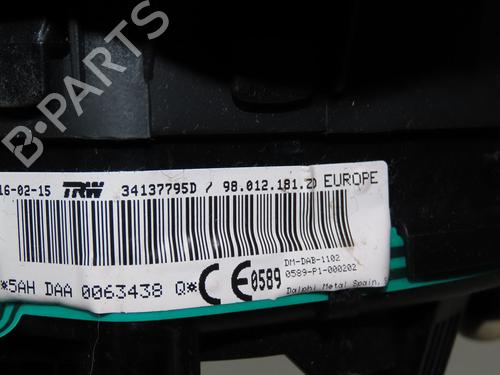 16-02-15 TRW 34137795D / 98.012.181.ZD EUROPE
*5AH DAA 0063438 Q* CE 0589
DM-DAB-1102
0589-P1-000202
Dalphi Metal Spain,
B-PARTS